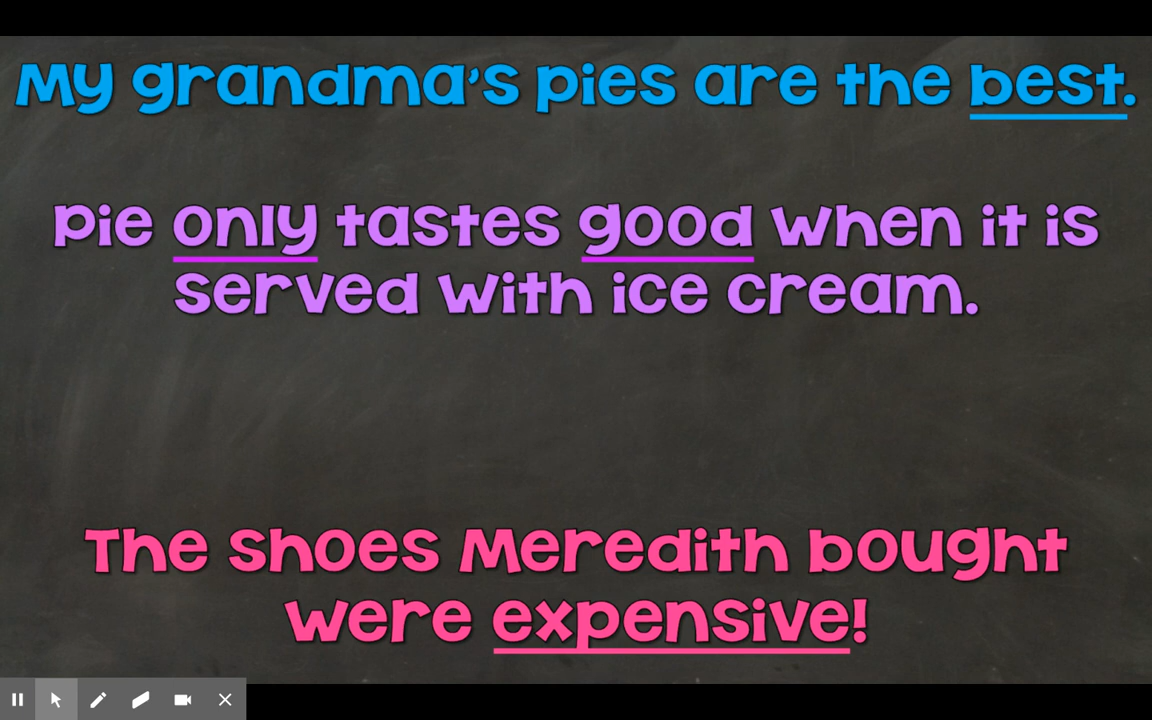 My grandma's pies are the best.
Pie only tastes good when it is
served with ice cream.
The shoes Meredith bought
were expensive!